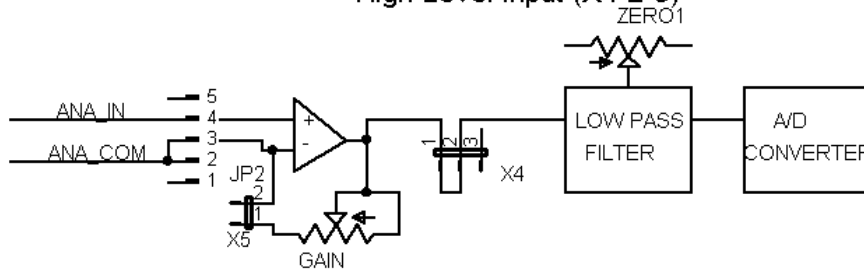 High Level Input (X4 2-3)
ZERO1
5
ANA_IN
4
+
3
-
ANA_COM
2
1
JP2
2
1
X5
GAIN
1
2
3
X4
LOW PASS
FILTER
A/D
CONVERTER